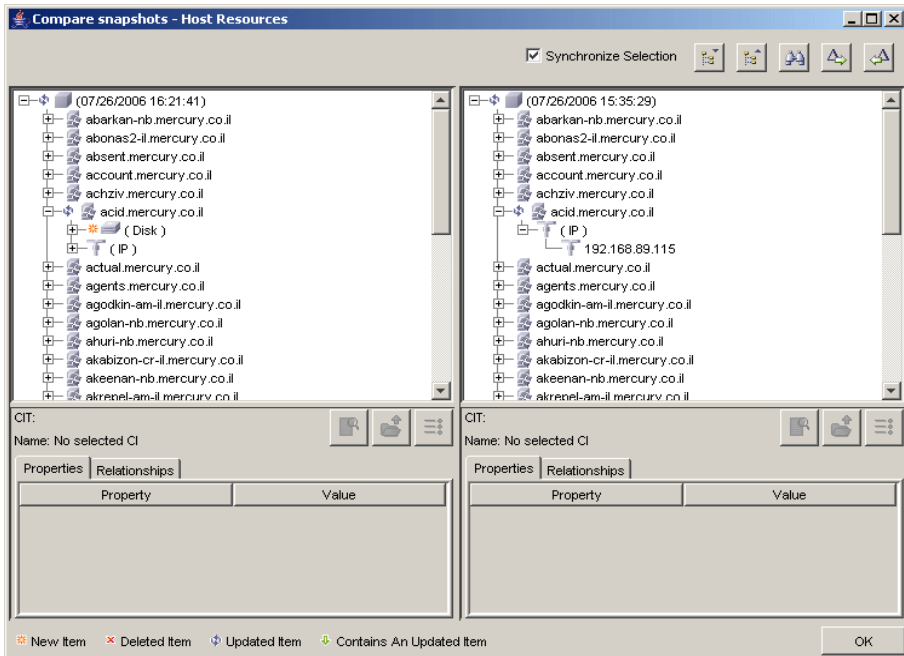 Compare snapshots - Host Resources
Synchronize Selection
(07/26/2006 16:21:41)
abarkan-nb.mercury.co.il
abonas2-il.mercury.co.il
absent.mercury.co.il
account.mercury.co.il
achziv.mercury.co.il
acid.mercury.co.il
( Disk )
( IP )
actual.mercury.co.il
agents.mercury.co.il
agodkin-am-il.mercury.co.il
agolan-nb.mercury.co.il
ahuri-nb.mercury.co.il
akabizon-cr-il.mercury.co.il
akeenan-nb.mercury.co.il
akrepel-am-il.mercury.co.il
CIT:
Name: No selected CI
Properties
Relationships
Property Value
(07/26/2006 15:35:29)
abarkan-nb.mercury.co.il
abonas2-il.mercury.co.il
absent.mercury.co.il
account.mercury.co.il
achziv.mercury.co.il
acid.mercury.co.il
( IP )
192.168.89.115
actual.mercury.co.il
agents.mercury.co.il
agodkin-am-il.mercury.co.il
agolan-nb.mercury.co.il
ahuri-nb.mercury.co.il
akabizon-cr-il.mercury.co.il
akeenan-nb.mercury.co.il
akrepel-am-il.mercury.co.il
CIT:
Name: No selected CI
Properties
Relationships
Property Value
New Item Deleted Item Updated Item Contains An Updated Item
OK